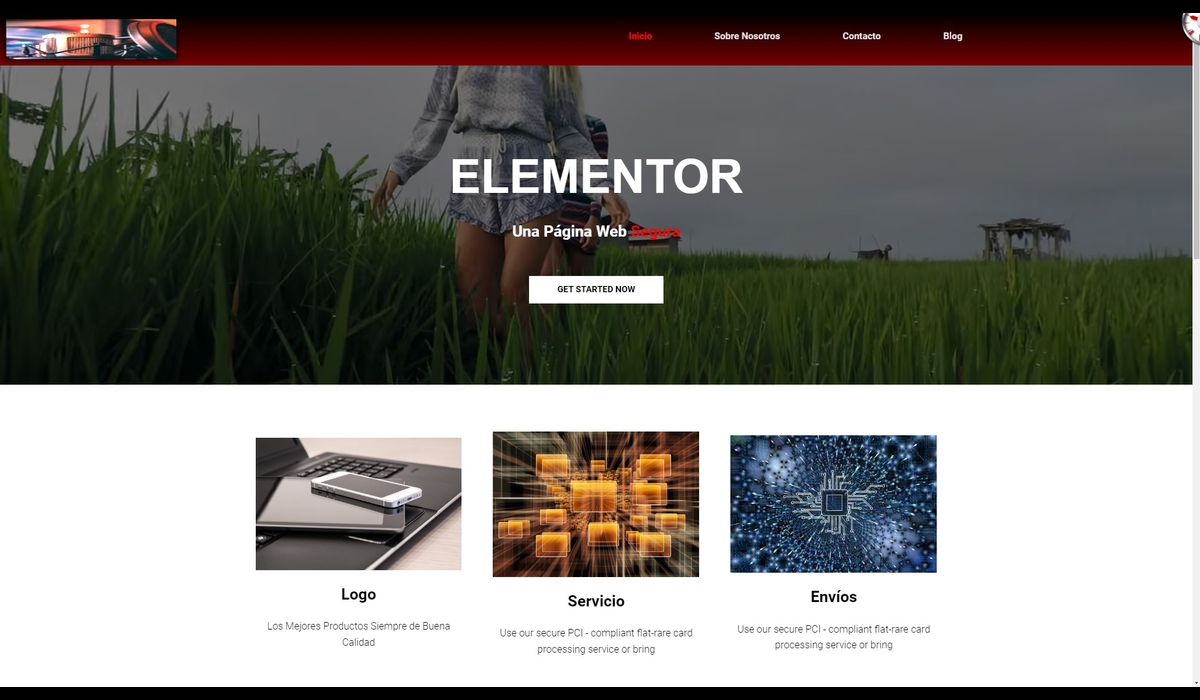 Inicio
Sobre Nosotros
Contacto
Blog
ELEMENTOR
Una Página Web Segura
GET STARTED NOW
Logo
Los Mejores Productos Siempre de Buena
Calidad
Servicio
Use our secure PCI - compliant flat-rare card
processing service or bring
Envíos
Use our secure PCI - compliant flat-rare card
processing service or bring